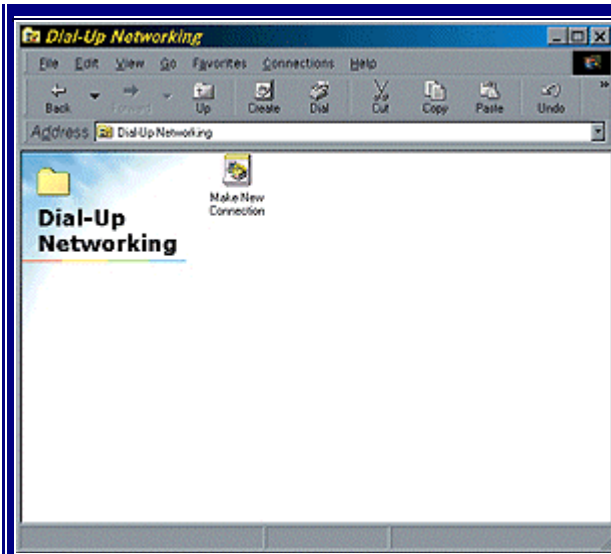 Dial-Up Networking
File Edit View Go Favorites Connections Help
Back Forward Up Create Dial Cut Copy Paste Undo
Address Dial-Up Networking
Make New
Connection
Dial-Up
Networking